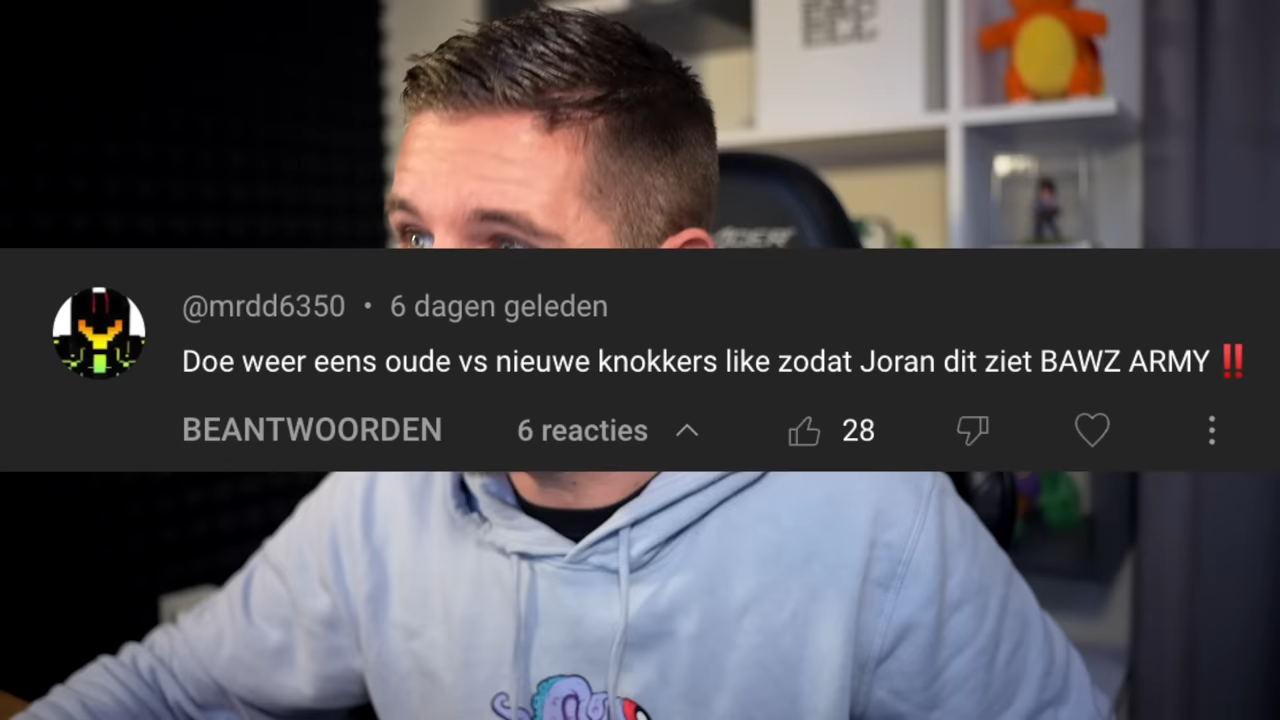 @mrdd6350 • 6 dagen geleden
Doe weer eens oude vs nieuwe knokkers like zodat Joran dit ziet BAWZ ARMY ‼️
BEANTWOORDEN 6 reacties 28